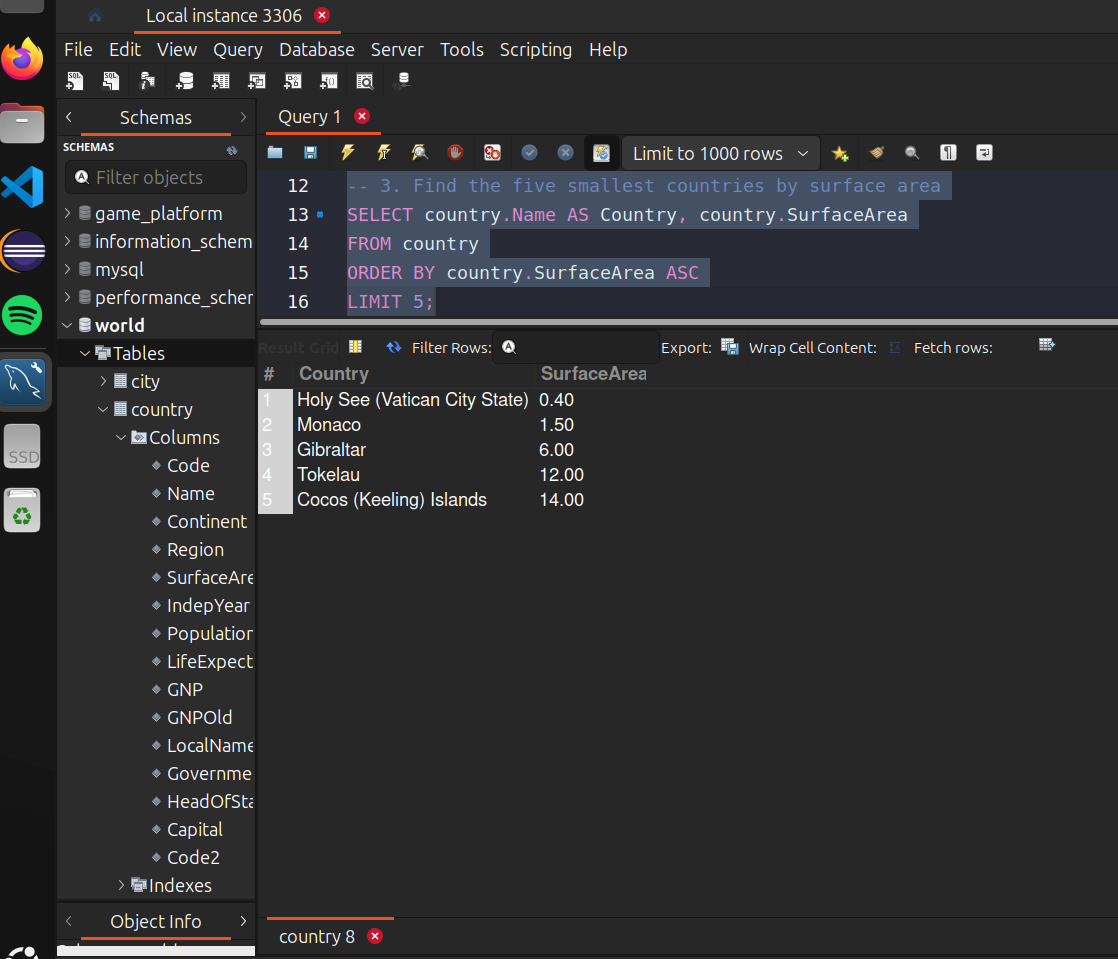 Local instance 3306
File Edit View Query Database Server Tools Scripting Help
Schemas
Query 1
SCHEMAS
Limit to 1000 rows
Filter objects
12 -- 3. Find the five smallest countries by surface area
13 SELECT country.Name AS Country, country.SurfaceArea
14 FROM country
15 ORDER BY country.SurfaceArea ASC
16 LIMIT 5;
game_platform
information_schem
mysql
performance_scher
world
Tables
city
country
Columns
Code
Name
Continent
Region
SurfaceAre
IndepYear
Population
LifeExpect
GNP
GNPOld
LocalName
Governme
HeadOfSta
Capital
Code2
Indexes
Object Info
Result Grid Filter Rows: Export: Wrap Cell Content: Fetch rows:
# Country SurfaceArea
1 Holy See (Vatican City State) 0.40
2 Monaco 1.50
3 Gibraltar 6.00
4 Tokelau 12.00
5 Cocos (Keeling) Islands 14.00
country 8
SSD